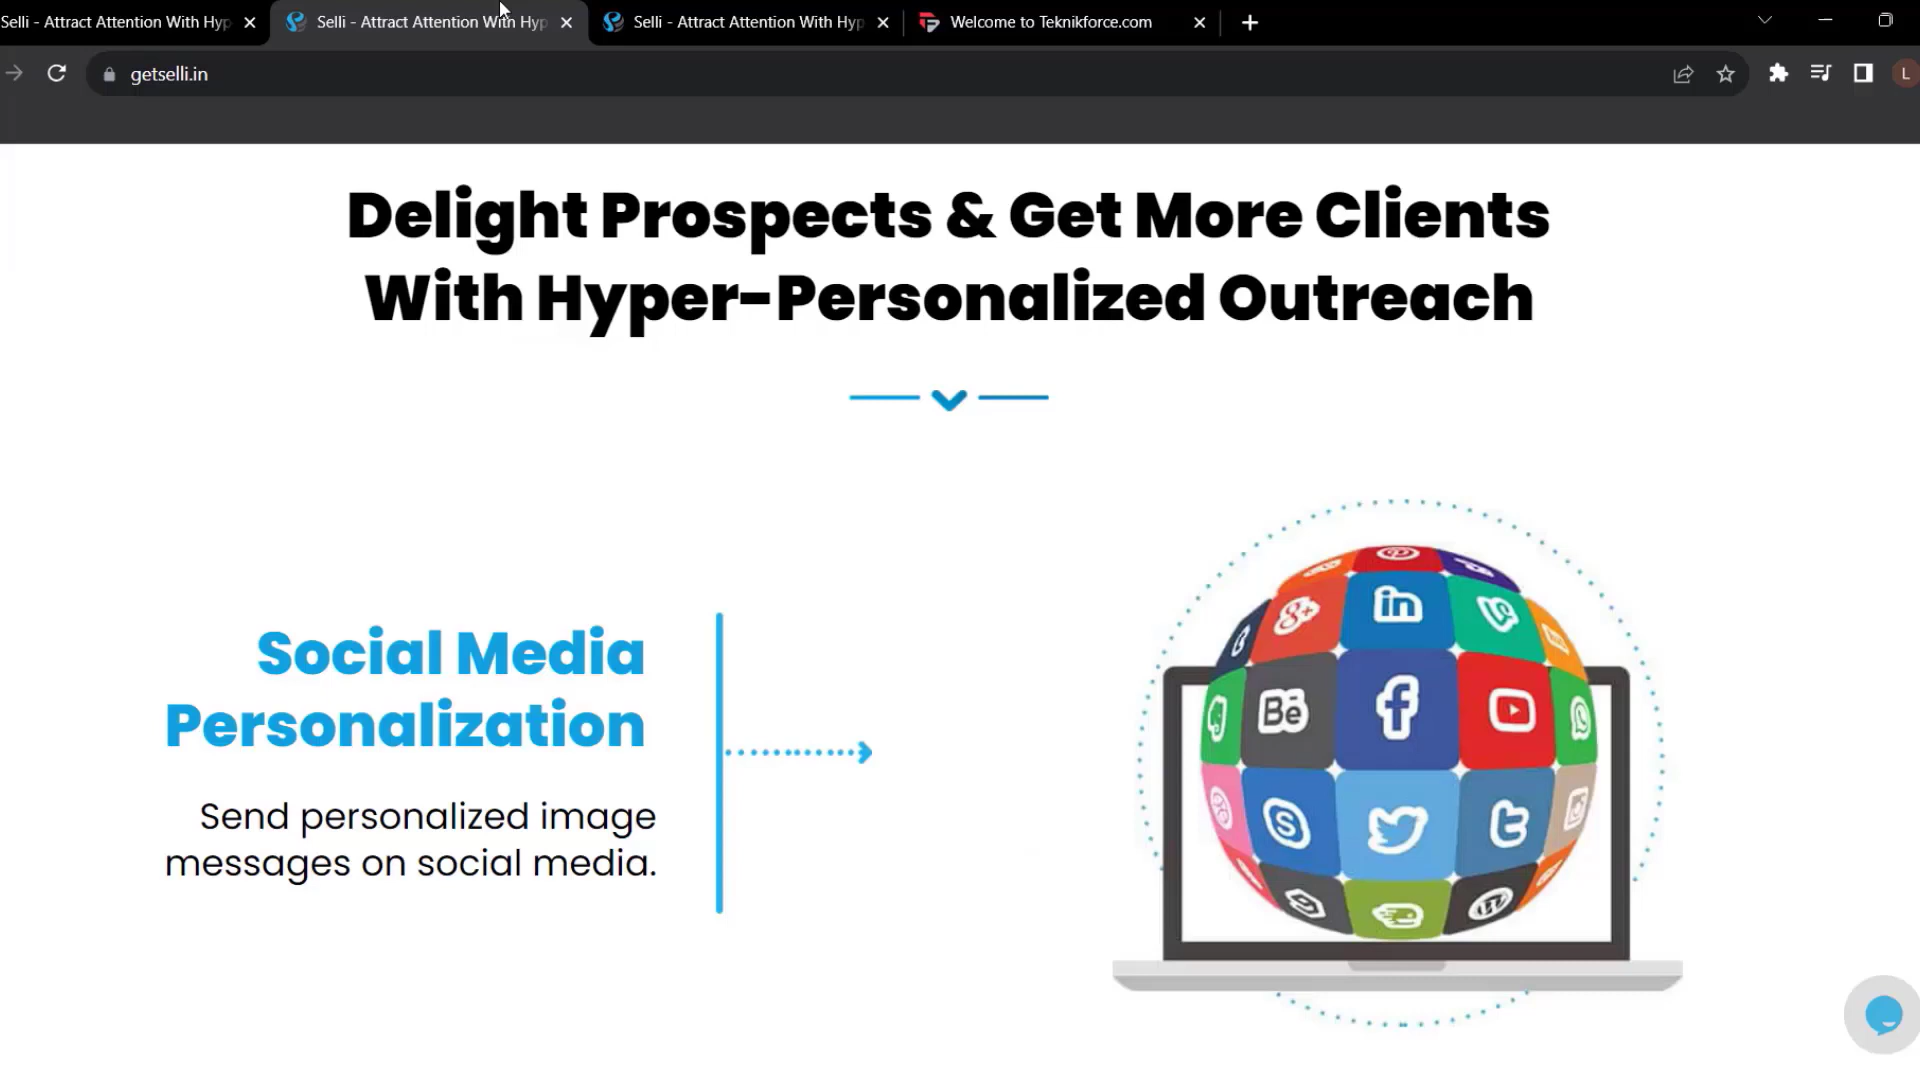 Selli - Attract Attention With Hyp
Selli - Attract Attention With Hyp
Selli - Attract Attention With Hyp
Welcome to Teknikforce.com
getselli.in
L
Delight Prospects & Get More Clients
With Hyper-Personalized Outreach
Social Media
Personalization
Send personalized image
messages on social media.
g+
in
Bē
f
S
t
W